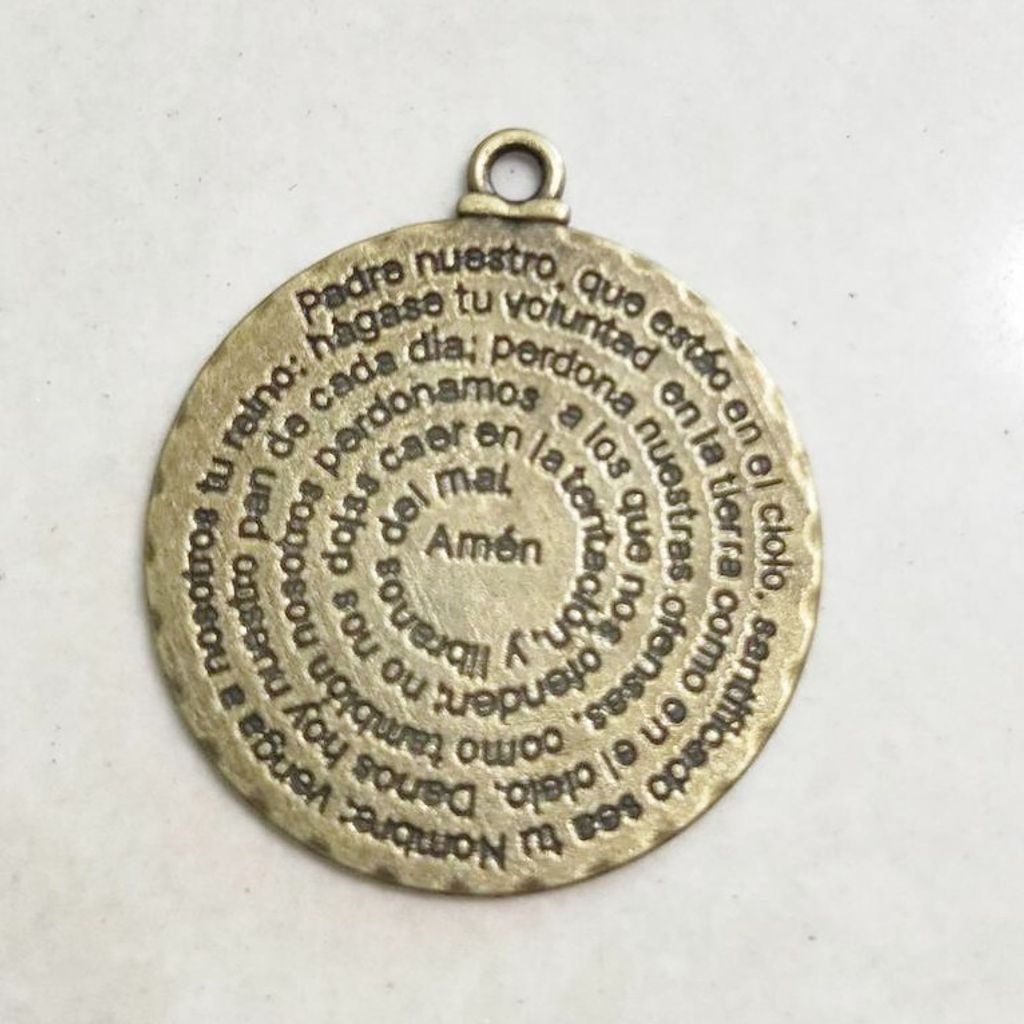 Padre nuestro, que estás en el cielo, santificado sea tu Nombre; venga a nosotros tu reino;
hágase tu voluntad en la tierra como en el cielo. Danos hoy nuestro pan de
cada día; perdona nuestras ofensas, como también nosotros
perdonamos a los que nos ofenden; no nos dejes
caer en la tentación, y libranos del mal.
Amén